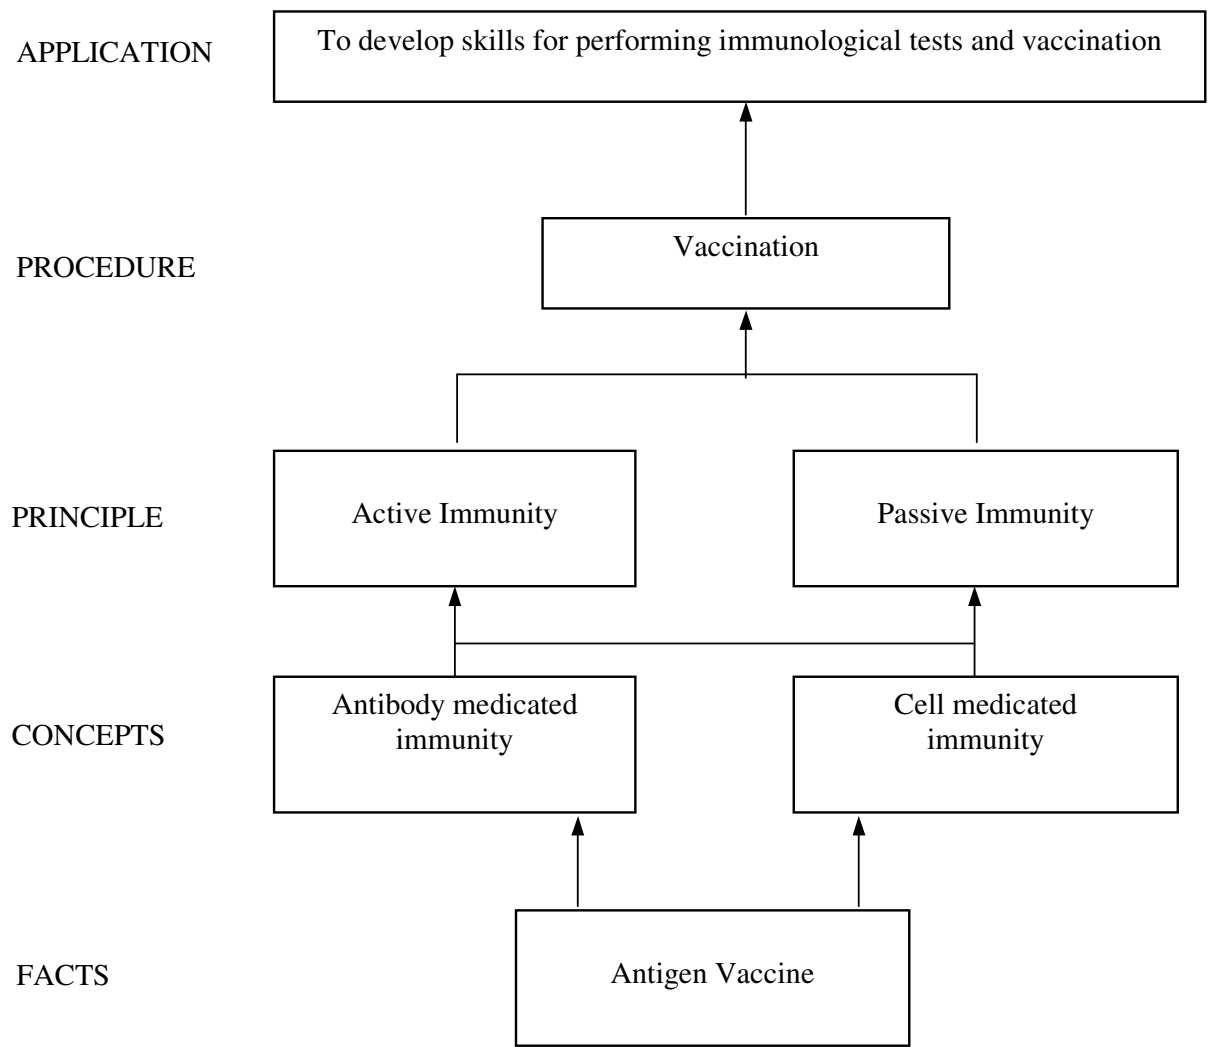 APPLICATION
To develop skills for performing immunological tests and vaccination
PROCEDURE
Vaccination
PRINCIPLE
Active Immunity
Passive Immunity
CONCEPTS
Antibody medicated
immunity
Cell medicated
immunity
FACTS
Antigen Vaccine